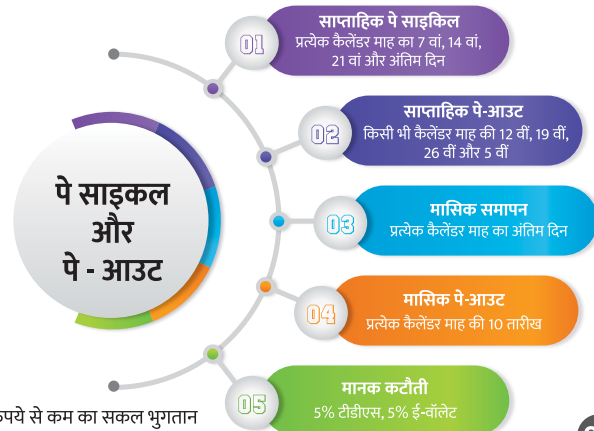 पे साइकल
और
पे - आउट
01
साप्ताहिक पे साइकिल
प्रत्येक कैलेंडर माह का 7 वां, 14 वां,
21 वां और अंतिम दिन
02
साप्ताहिक पे-आउट
किसी भी कैलेंडर माह की 12 वीं, 19 वीं,
26 वीं और 5 वीं
03
मासिक समापन
प्रत्येक कैलेंडर माह का अंतिम दिन
04
मासिक पे-आउट
प्रत्येक कैलेंडर माह की 10 तारीख
05
मानक कटौती
5% टीडीएस, 5% ई-वॉलेट
से कम का सकल भुगतान